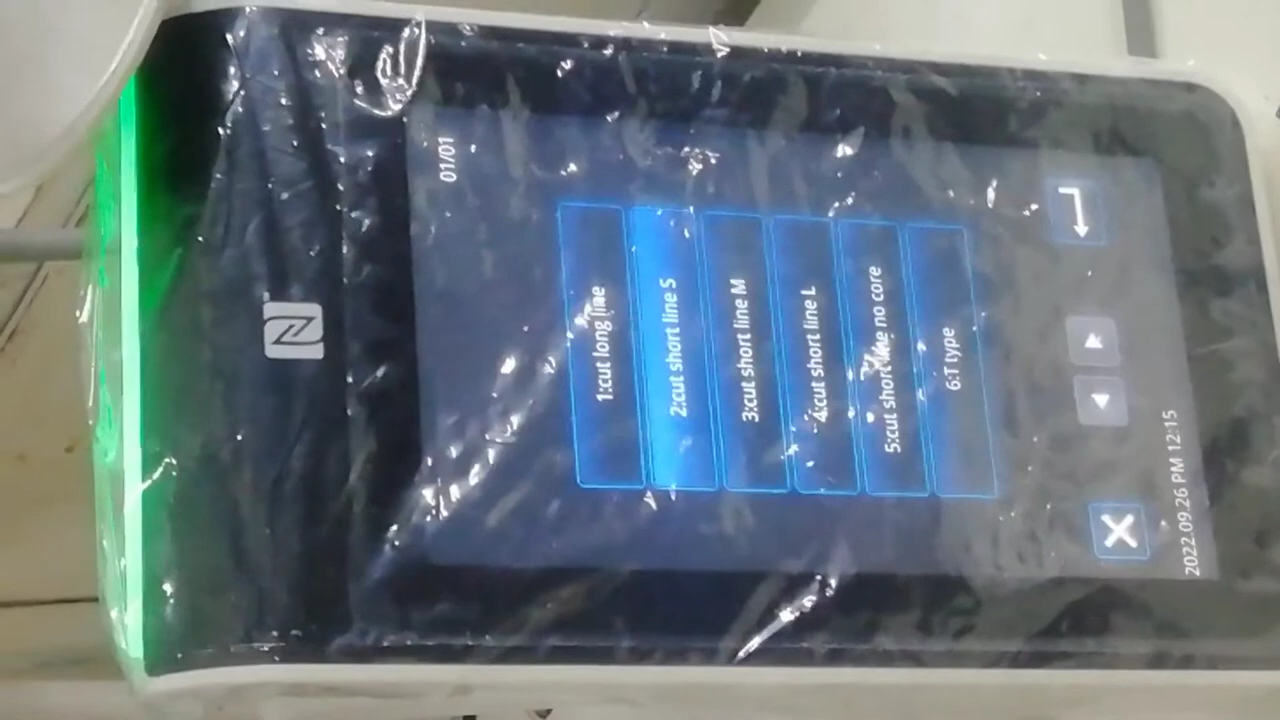 01/01
1:cut long line
2:cut short line S
3:cut short line M
4:cut short line L
5:cut short line no core
6:T type
2022.09.26 PM 12:15